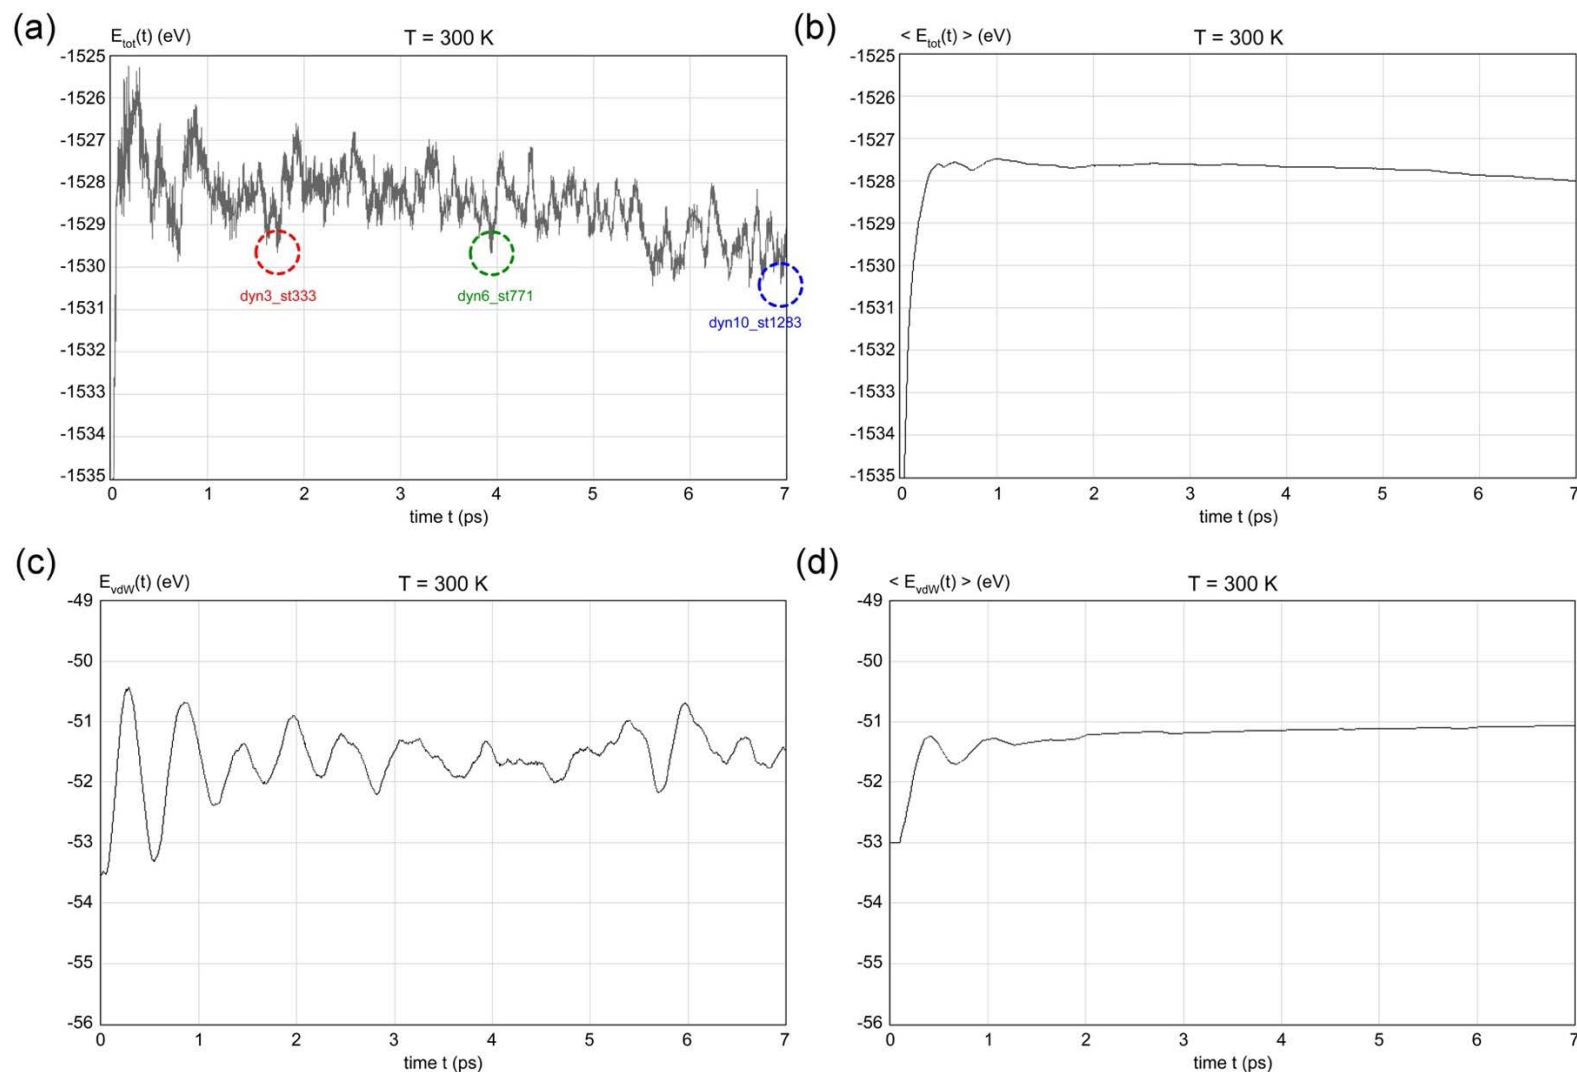 (a)
E_tot(t) (eV)
T = 300 K
-1525
-1526
-1527
-1528
-1529
-1530
-1531
-1532
-1533
-1534
-1535
dyn3_st333
dyn6_st771
dyn10_st1283
0 1 2 3 4 5 6 7
time t (ps)
(b)
< E_tot(t) > (eV)
T = 300 K
-1525
-1526
-1527
-1528
-1529
-1530
-1531
-1532
-1533
-1534
-1535
0 1 2 3 4 5 6 7
time t (ps)
(c)
E_vdW(t) (eV)
T = 300 K
-49
-50
-51
-52
-53
-54
-55
-56
0 1 2 3 4 5 6 7
time t (ps)
(d)
< E_vdW(t) > (eV)
T = 300 K
-49
-50
-51
-52
-53
-54
-55
-56
0 1 2 3 4 5 6 7
time t (ps)